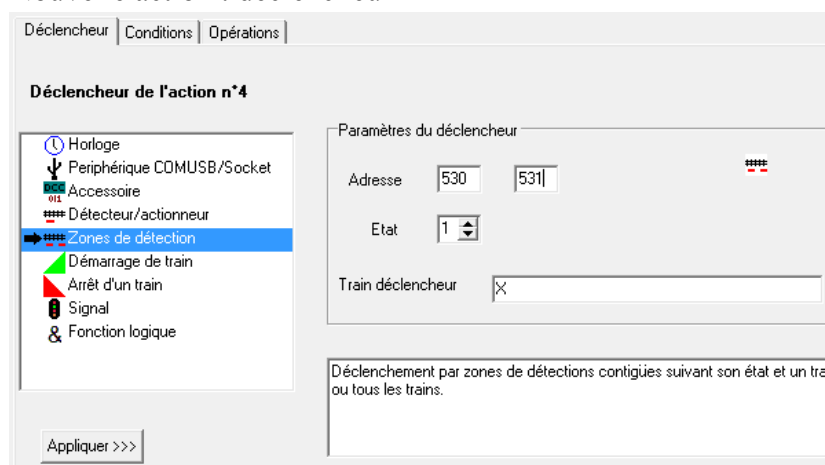 Déclencheur Conditions Opérations
Déclencheur de l'action n°4
Horloge
Periphérique COMUSB/Socket
DCC
011
Accessoire
Détecteur/actionneur
Zones de détection
Démarrage de train
Arrêt d'un train
Signal
& Fonction logique
Appliquer >>>
Paramètres du déclencheur
Adresse 530 531
Etat 1
Train déclencheur X
Déclenchement par zones de détections contigües suivant son état et un tra
ou tous les trains.